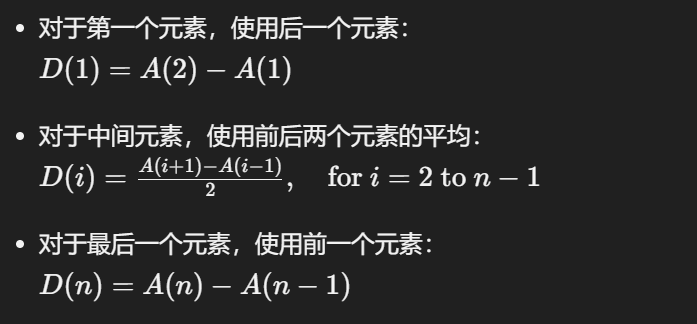 • 对于第一个元素，使用后一个元素：
D(1) = A(2) − A(1)
• 对于中间元素，使用前后两个元素的平均：
D(i) = \frac{A(i+1)−A(i−1)}{2}, for i = 2 to n − 1
• 对于最后一个元素，使用前一个元素：
D(n) = A(n) − A(n − 1)